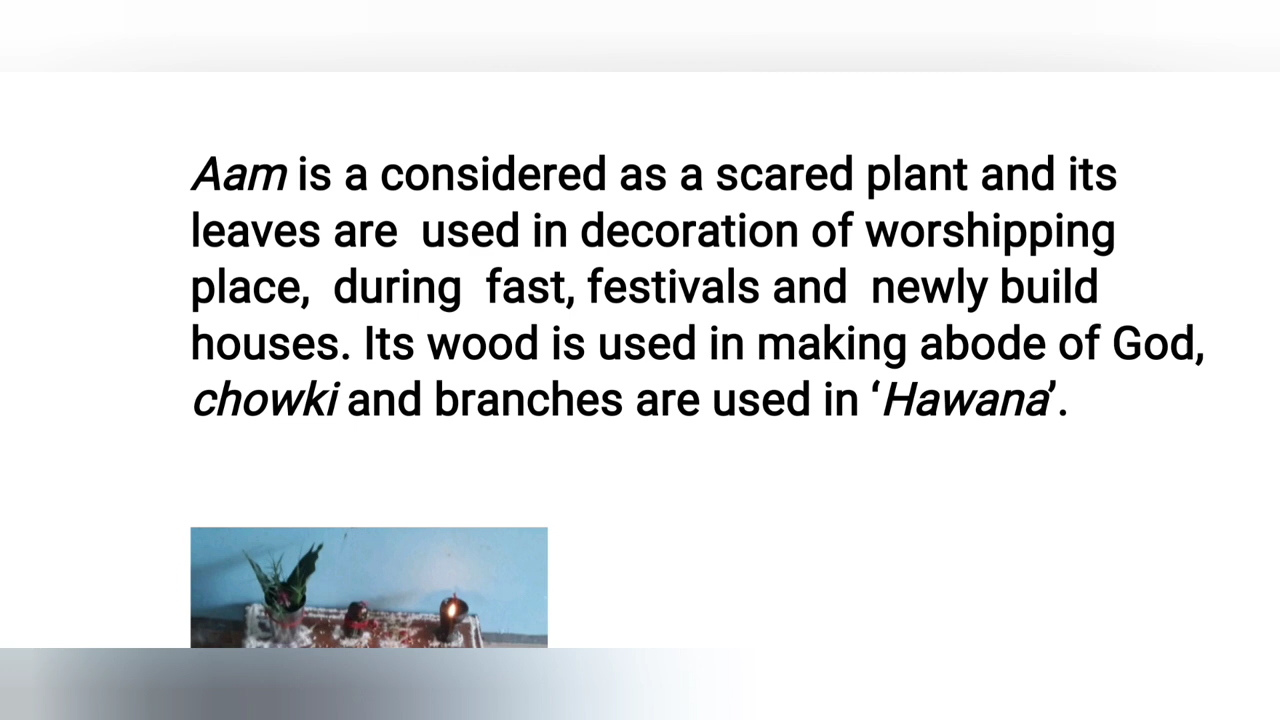 Aam is a considered as a scared plant and its
leaves are  used in decoration of worshipping
place,  during  fast, festivals and  newly build
houses. Its wood is used in making abode of God,
chowki and branches are used in ‘Hawana’.